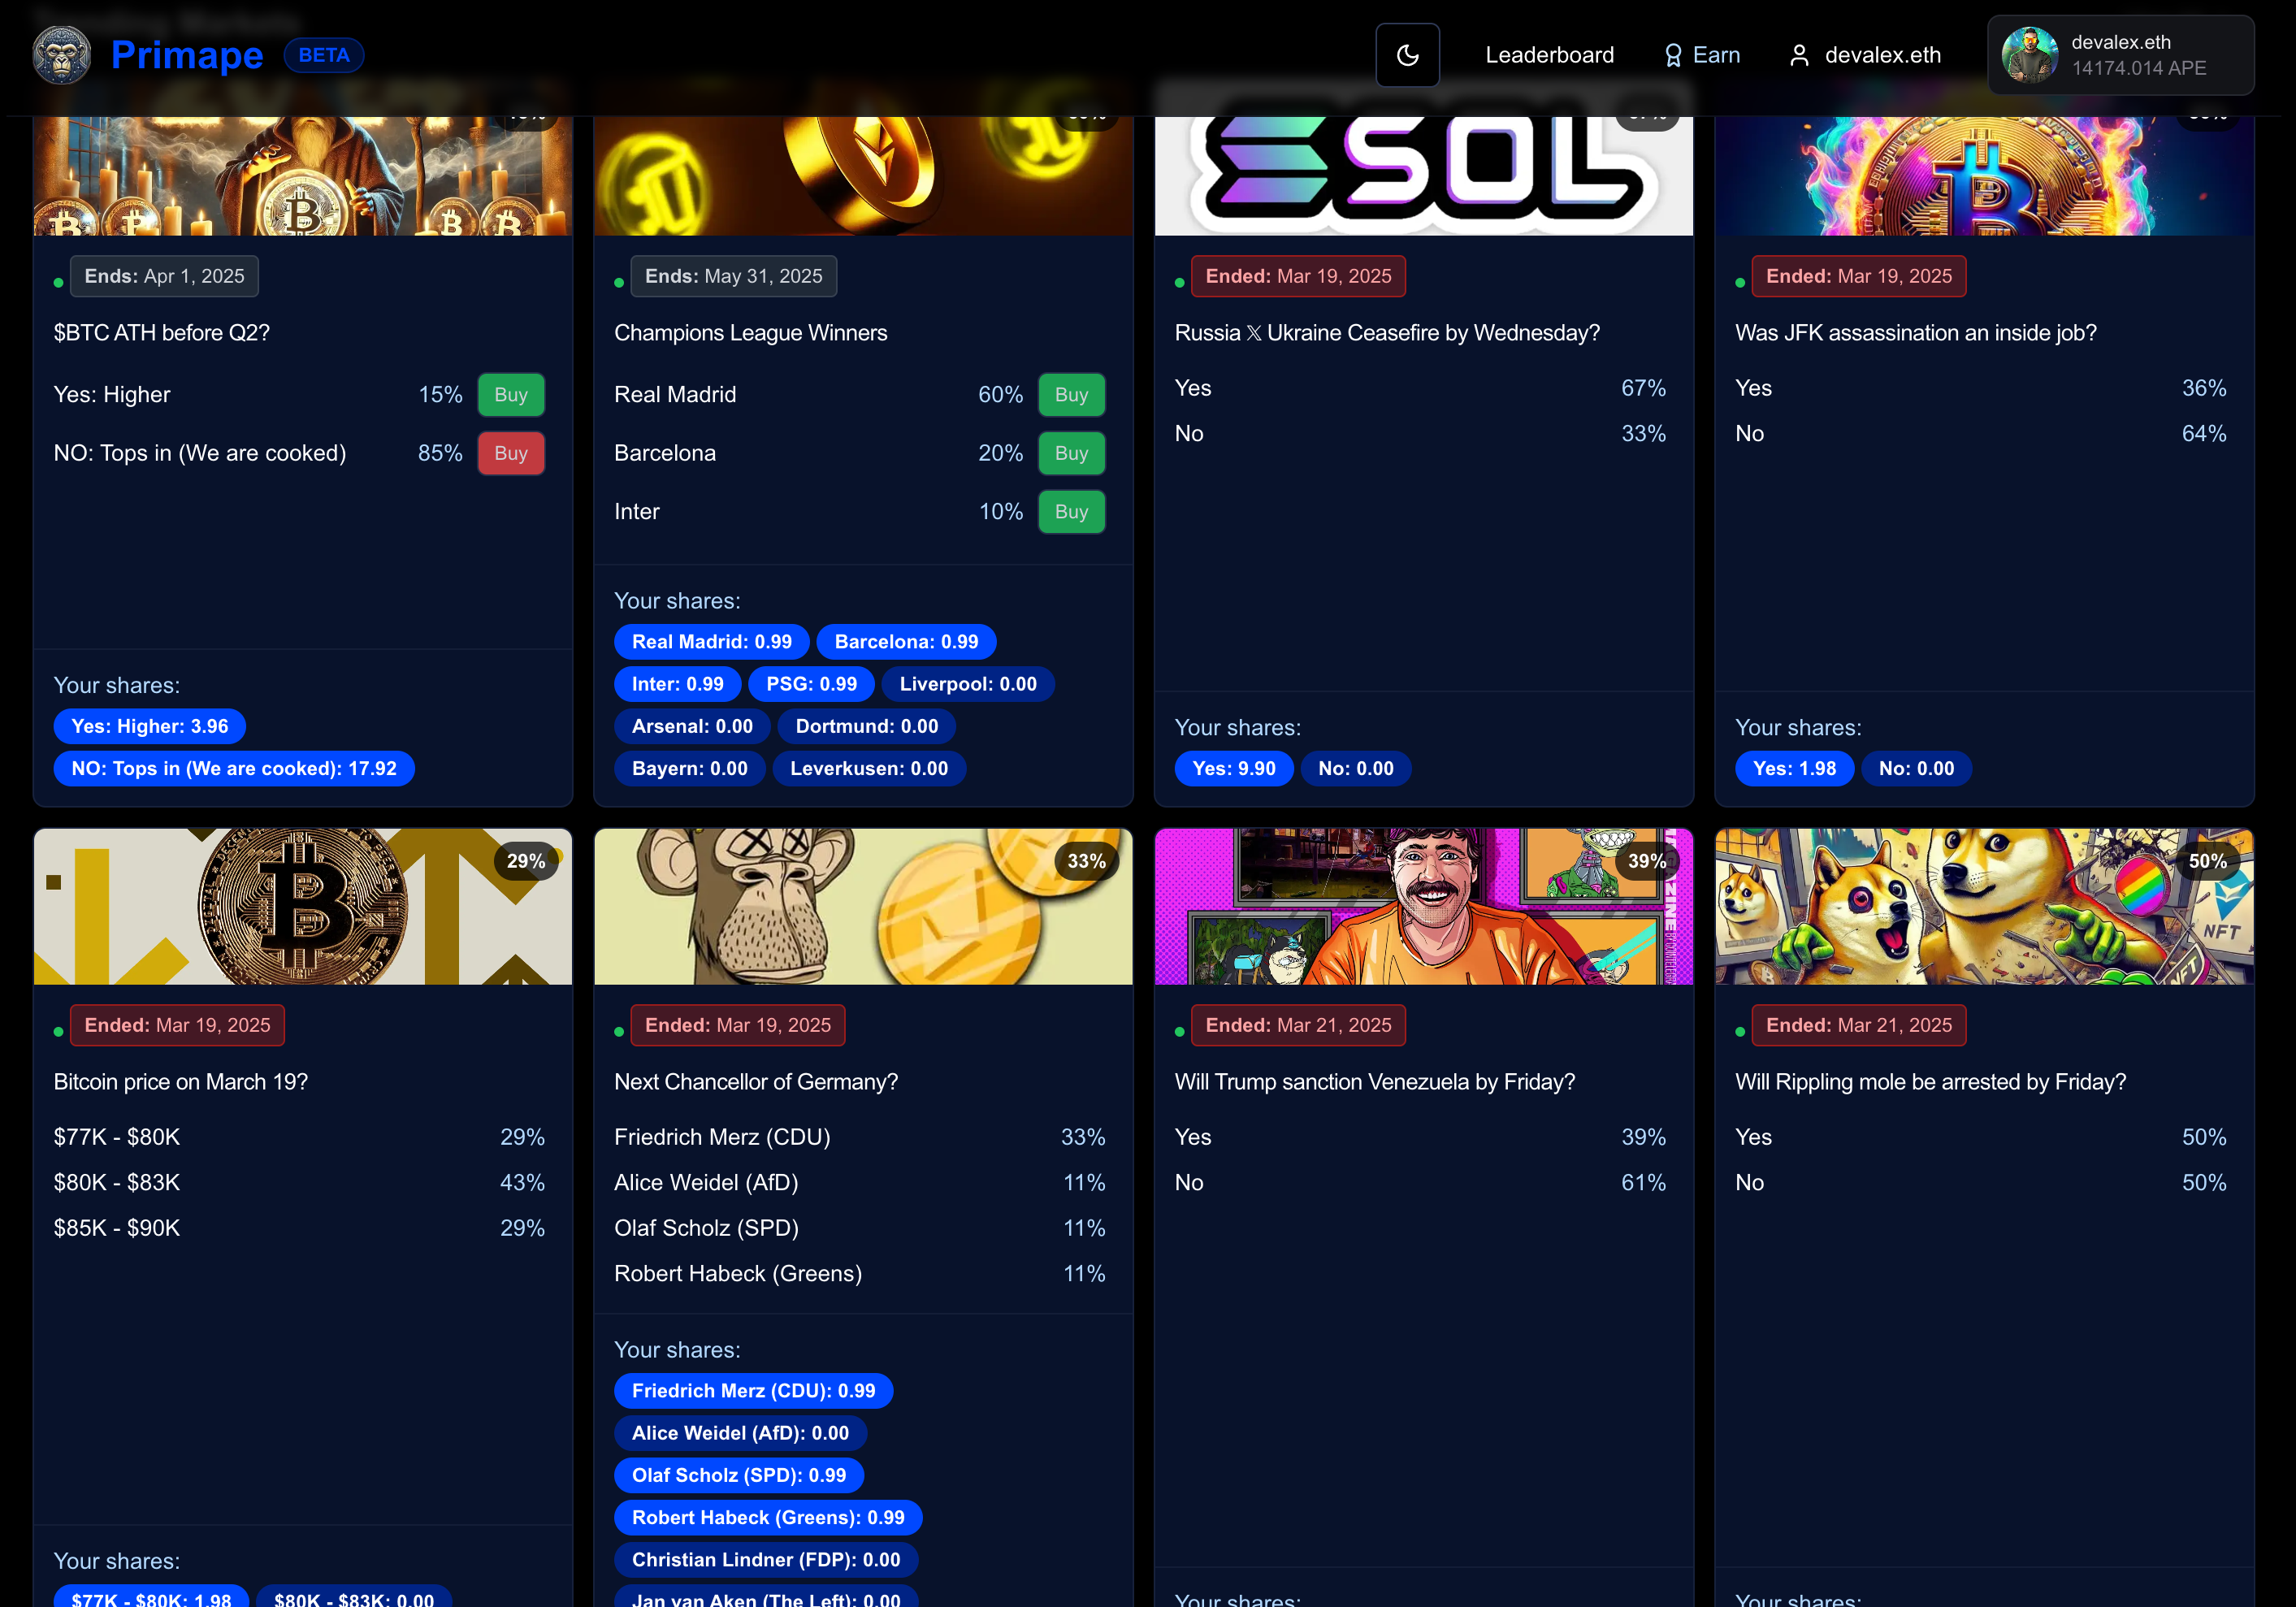 Primape BETA Leaderboard Earn devalex.eth devalex.eth
14174.014 APE
SOL
Ends: Apr 1, 2025
$BTC ATH before Q2?
Yes: Higher 15% Buy
NO: Tops in (We are cooked) 85% Buy
Your shares:
Yes: Higher: 3.96
NO: Tops in (We are cooked): 17.92
Ends: May 31, 2025
Champions League Winners
Real Madrid 60% Buy
Barcelona 20% Buy
Inter 10% Buy
Your shares:
Real Madrid: 0.99 Barcelona: 0.99
Inter: 0.99 PSG: 0.99 Liverpool: 0.00
Arsenal: 0.00 Dortmund: 0.00
Bayern: 0.00 Leverkusen: 0.00
Ended: Mar 19, 2025
Russia 𝕏 Ukraine Ceasefire by Wednesday?
Yes 67%
No 33%
Your shares:
Yes: 9.90 No: 0.00
Ended: Mar 19, 2025
Was JFK assassination an inside job?
Yes 36%
No 64%
Your shares:
Yes: 1.98 No: 0.00
29%
Ended: Mar 19, 2025
Bitcoin price on March 19?
$77K - $80K 29%
$80K - $83K 43%
$85K - $90K 29%
Your shares:
$77K - $80K: 1.98 $80K - $83K: 0.00
33%
Ended: Mar 19, 2025
Next Chancellor of Germany?
Friedrich Merz (CDU) 33%
Alice Weidel (AfD) 11%
Olaf Scholz (SPD) 11%
Robert Habeck (Greens) 11%
Your shares:
Friedrich Merz (CDU): 0.99
Alice Weidel (AfD): 0.00
Olaf Scholz (SPD): 0.99
Robert Habeck (Greens): 0.99
Christian Lindner (FDP): 0.00
Jan van Aken (The Left): 0.00
39%
Ended: Mar 21, 2025
Will Trump sanction Venezuela by Friday?
Yes 39%
No 61%
Your shares:
50%
NFT
NFT
Ended: Mar 21, 2025
Will Rippling mole be arrested by Friday?
Yes 50%
No 50%
Your shares: